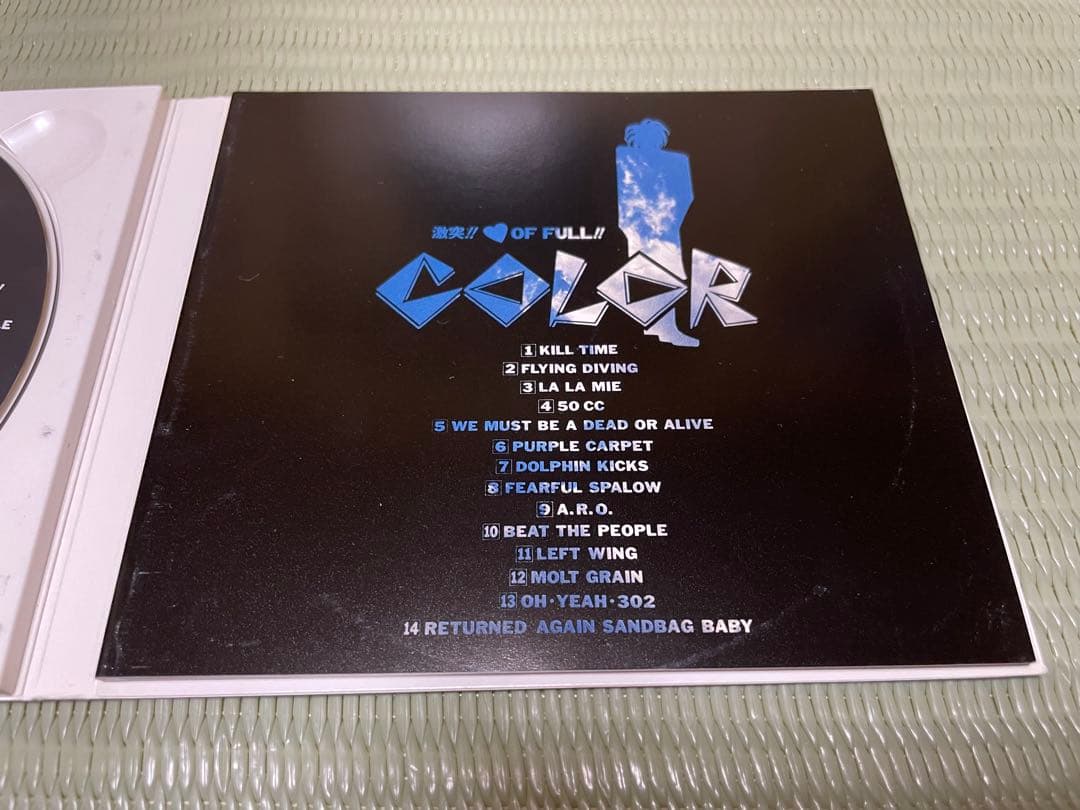 激突!! ♥OF FULL!!
COLOR
1 KILL TIME
2 FLYING DIVING
3 LA LA MIE
4 50 CC
5 WE MUST BE A DEAD OR ALIVE
6 PURPLE CARPET
7 DOLPHIN KICKS
8 FEARFUL SPALOW
9 A.R.O.
10 BEAT THE PEOPLE
11 LEFT WING
12 MOLT GRAIN
13 OH·YEAH·302
14 RETURNED AGAIN SANDBAG BABY